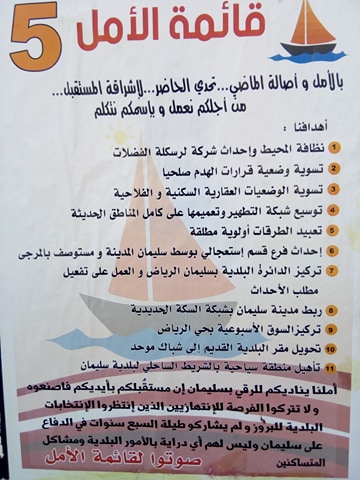 5 قائمة الأمل
بالأمل و أصالة الماضي... تحدي الحاضر... لإشراقة المستقبل...
من أجلكم نعمل و باسمكم نتكلم
أهدافنا :
1 نظافة المحيط وإحداث شركة لرسكلة الفضلات
2 تسوية وضعية قرارات الهدم صلحيا
3 تسوية الوضعيات العقارية السكنية و الفلاحية
4 توسيع شبكة التطهير وتعميمها على كامل المناطق الحديثة
5 تعبيد الطرقات أولوية مطلقة
6 إحداث فرع قسم إستعجالي بوسط سليمان المدينة و مستوصف بالمرجى
7 تركيز الدائرة البلدية بسليمان الرياض و العمل على تفعيل
مطلب الأحداث
8 ربط مدينة سليمان بشبكة السكة الحديدية
9 تركيز السوق الأسبوعية بحي الرياض
10 تحويل مقر البلدية القديم إلى شباك موحد
11 تأهيل منطقة سياحية بالشريط الساحلي لبلدية سليمان
أملنا يناديكم للرقي بسليمان إن مستقبلكم بأيديكم فاصنعوه
و لا تتركوا الفرصة للإنتهازيين الذين إنتظروا الإنتخابات
البلدية للبروز و لم يشاركو طيلة السبع سنوات في الدفاع
على سليمان وليس لهم أي دراية بالأمور البلدية ومشاكل
المتساكنين
صوتوا لقائمة الأمل